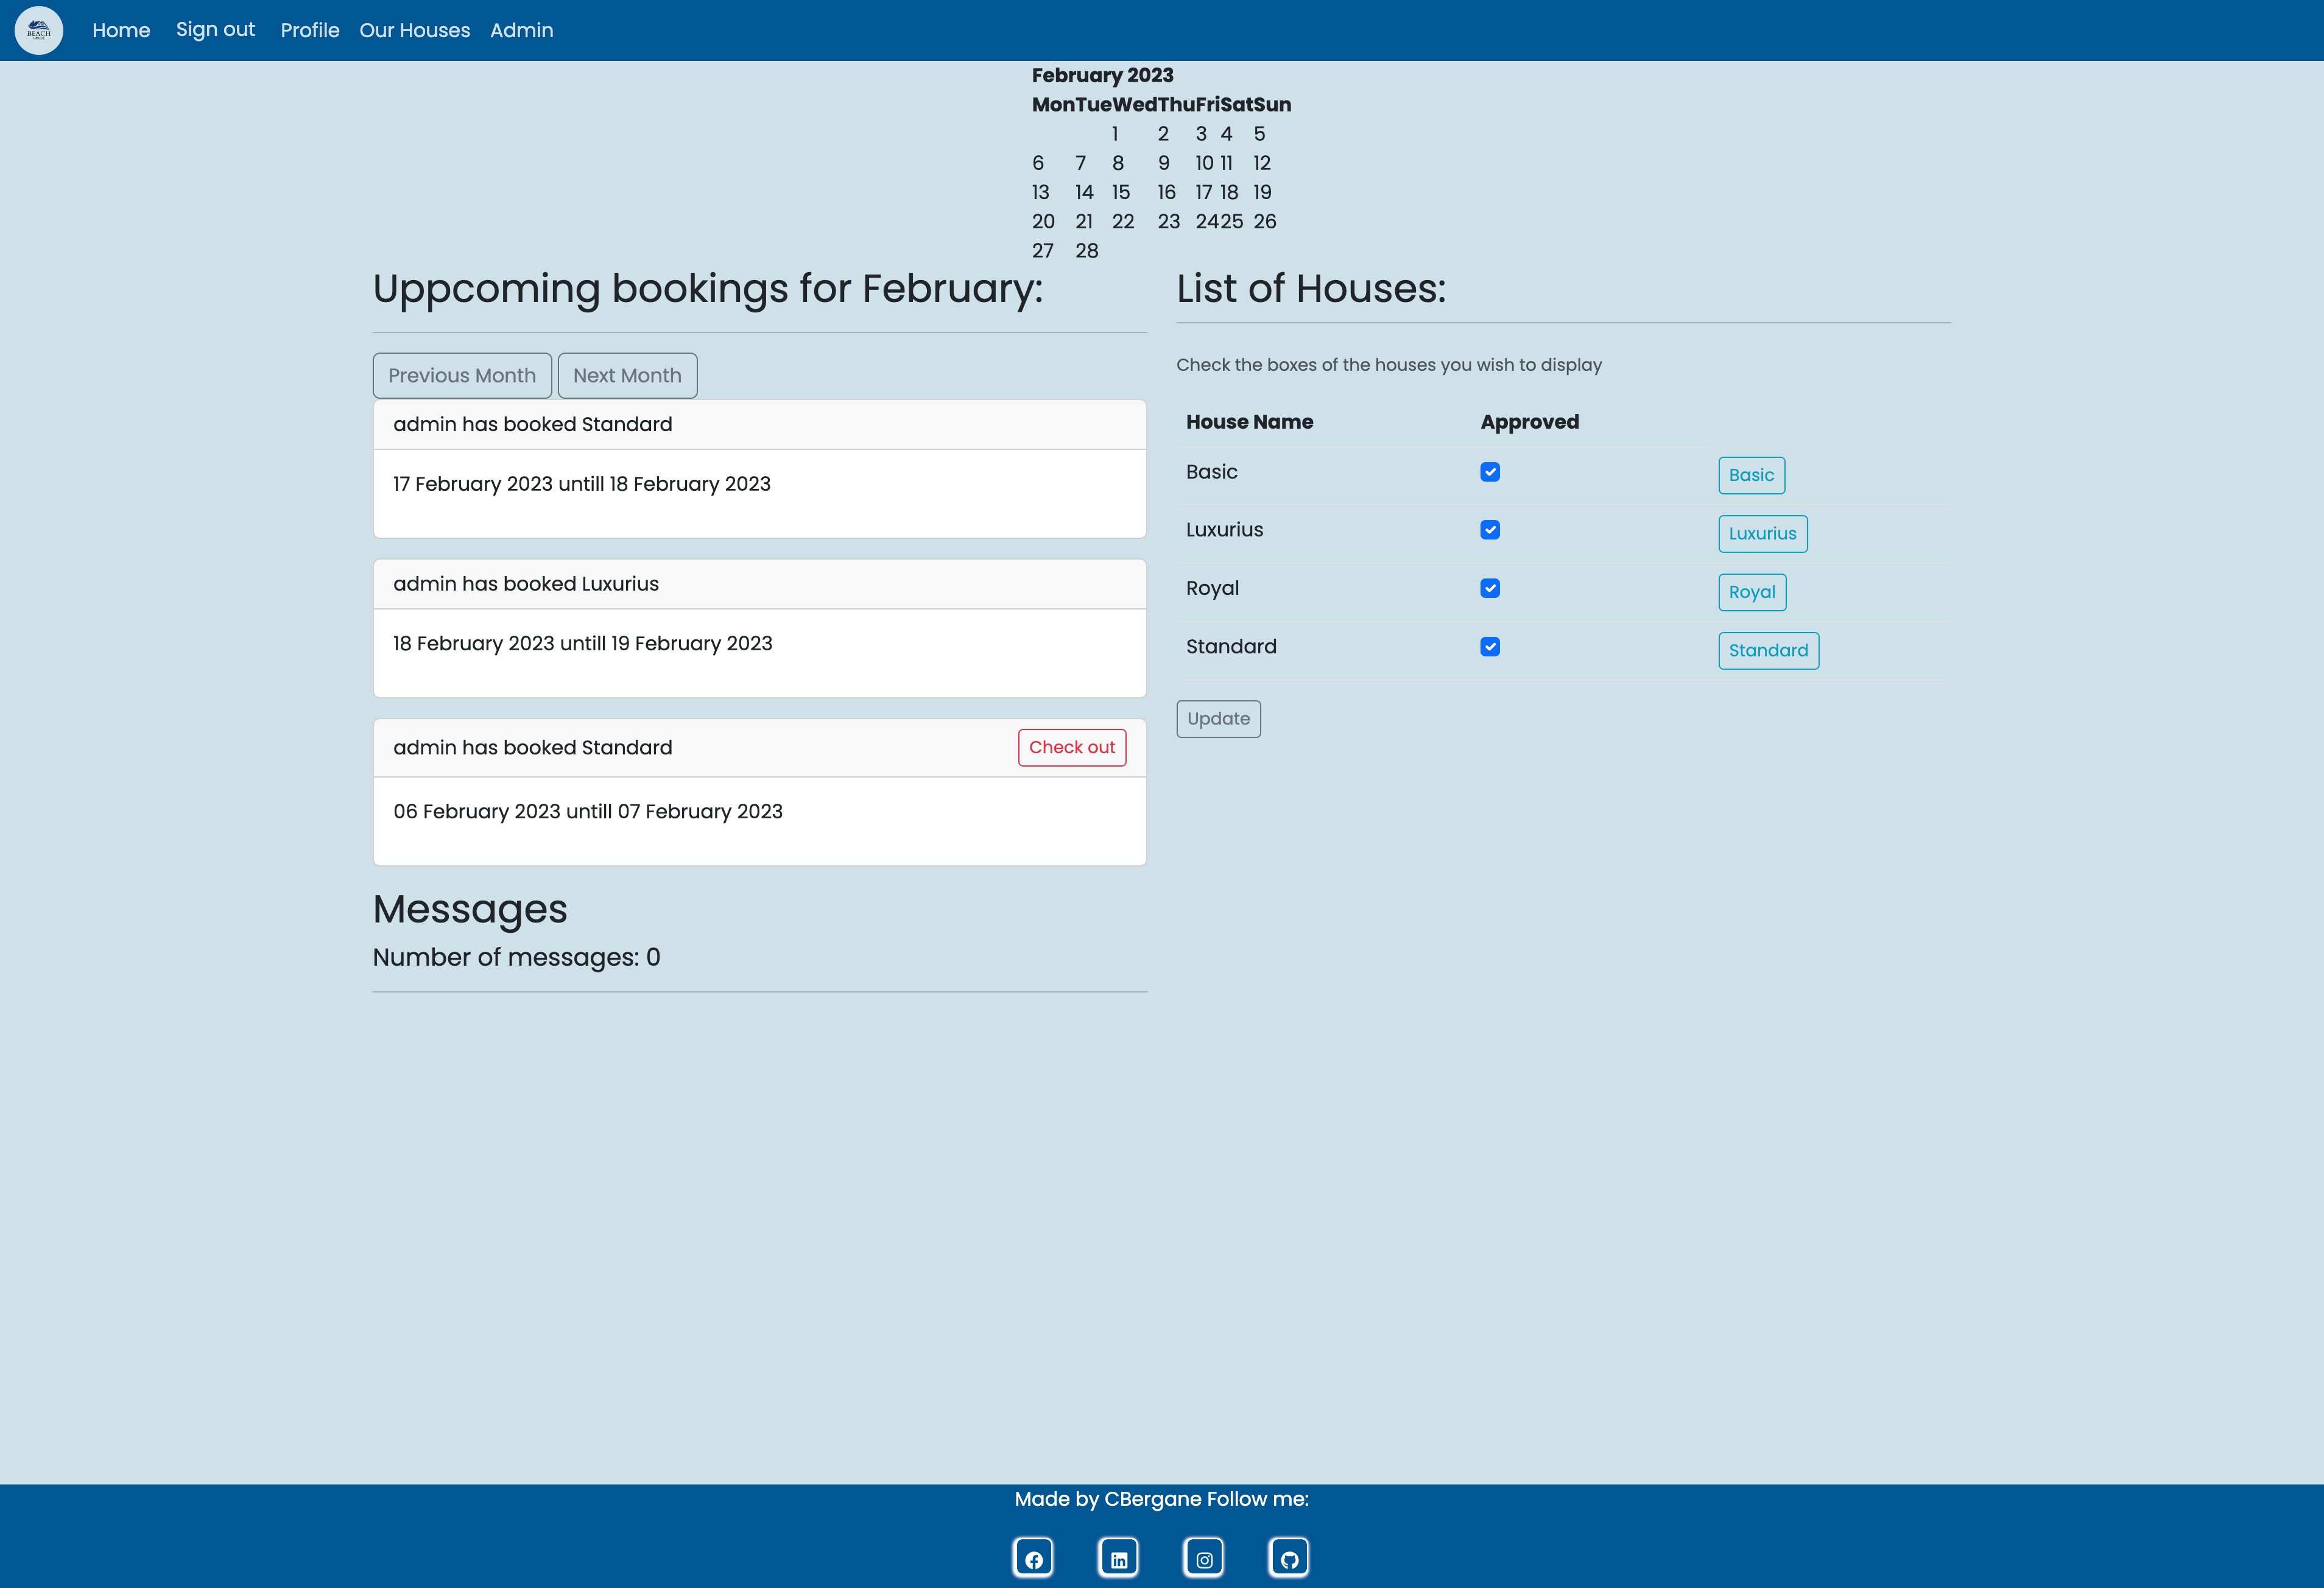 BEACH
HOUSE
Home Sign out Profile Our Houses Admin
February 2023
Mon Tue Wed Thu Fri Sat Sun
1 2 3 4 5
6 7 8 9 10 11 12
13 14 15 16 17 18 19
20 21 22 23 24 25 26
27 28
Uppcoming bookings for February:
Previous Month Next Month
admin has booked Standard
17 February 2023 untill 18 February 2023
admin has booked Luxurius
18 February 2023 untill 19 February 2023
admin has booked Standard Check out
06 February 2023 untill 07 February 2023
Messages
Number of messages: 0
List of Houses:
Check the boxes of the houses you wish to display
House Name Approved
Basic Basic
Luxurius Luxurius
Royal Royal
Standard Standard
Update
Made by CBergane Follow me: